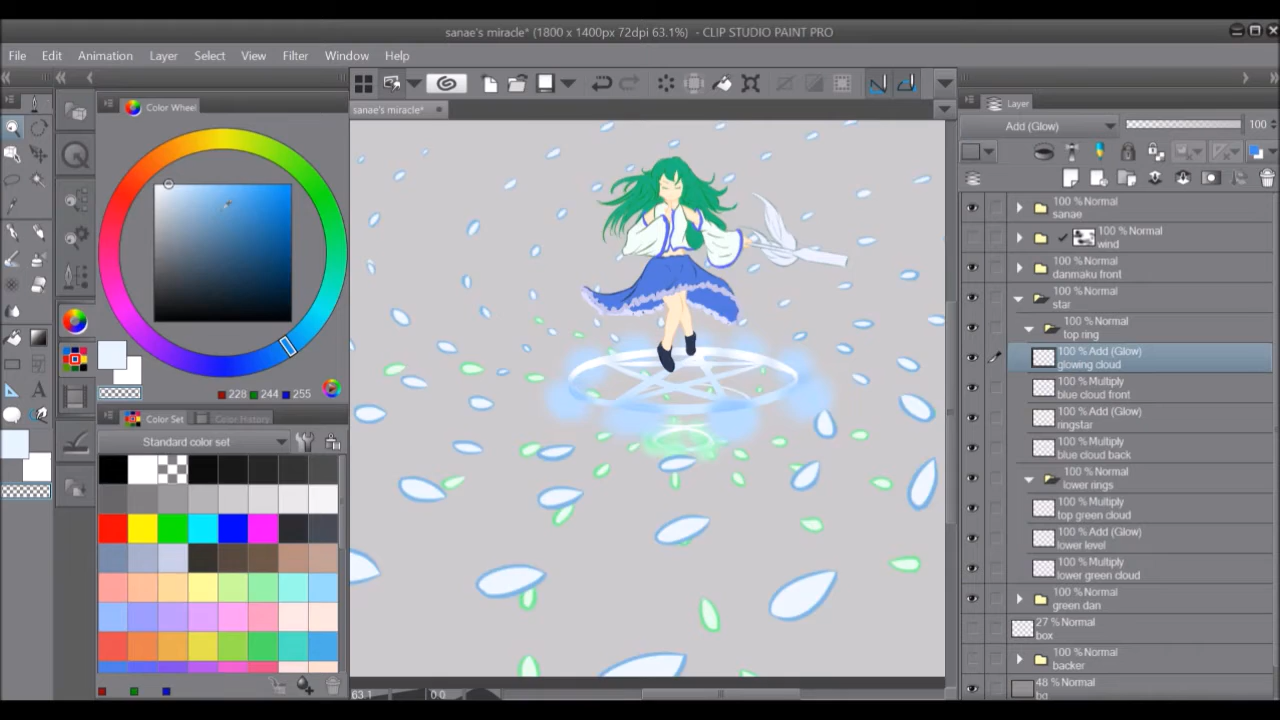 sanae's miracle* (1800 x 1400px 72dpi 63.1%) - CLIP STUDIO PAINT PRO
File Edit Animation Layer Select View Filter Window Help
Color Wheel
sanae's miracle*
Layer
Add (Glow) 100
100 % Normal
sanae
100 % Normal
wind
100 % Normal
danmaku front
100 % Normal
star
100 % Normal
top ring
100 % Add (Glow)
glowing cloud
100 % Multiply
blue cloud front
100 % Add (Glow)
ringstar
100 % Multiply
blue cloud back
100 % Normal
lower rings
100 % Multiply
top green cloud
100 % Add (Glow)
lower level
100 % Multiply
lower green cloud
100 % Normal
green dan
27 % Normal
box
100 % Normal
backer
48 % Normal
bg
228 244 255
Color Set Color History
Standard color set
63.1 0.0